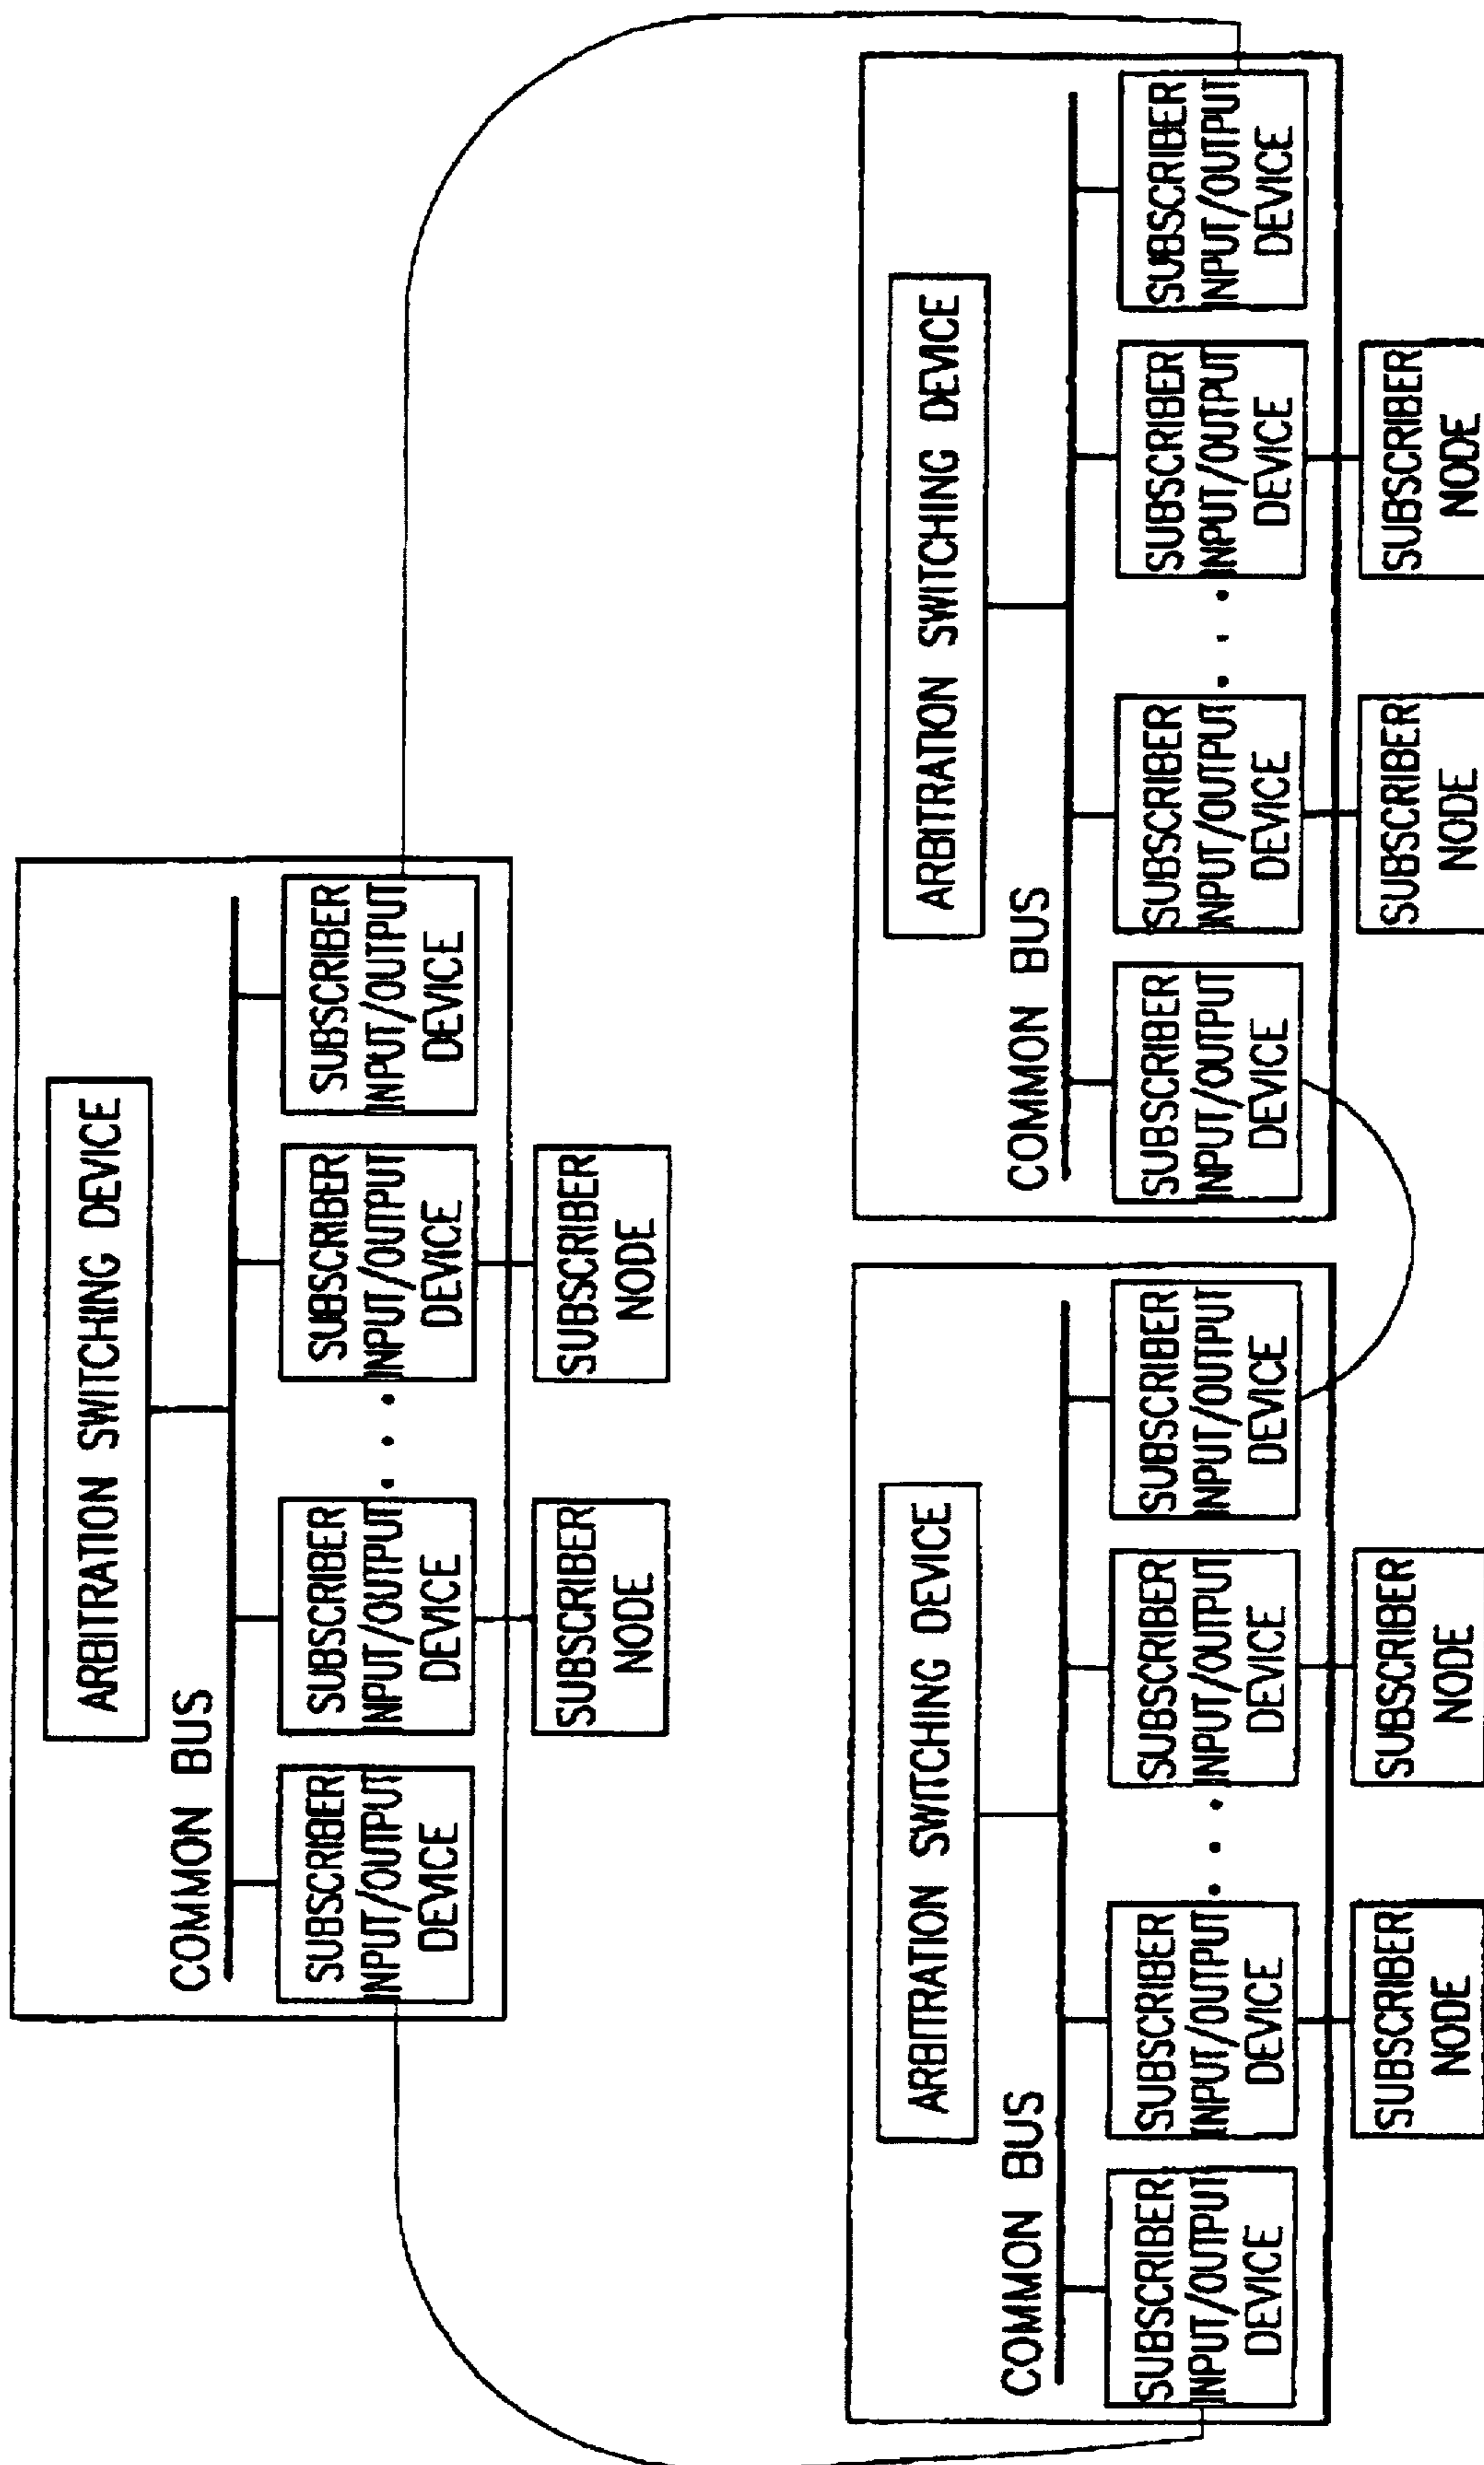 ARBITRATION SWITCHING DEVICE
COMMON BUS
SUBSCRIBER
INPUT/OUTPUT
DEVICE
SUBSCRIBER
INPUT/OUTPUT
DEVICE
. . .
SUBSCRIBER
INPUT/OUTPUT
DEVICE
SUBSCRIBER
INPUT/OUTPUT
DEVICE
SUBSCRIBER
NODE
SUBSCRIBER
NODE
ARBITRATION SWITCHING DEVICE
COMMON BUS
SUBSCRIBER
INPUT/OUTPUT
DEVICE
SUBSCRIBER
INPUT/OUTPUT
DEVICE
. . .
SUBSCRIBER
INPUT/OUTPUT
DEVICE
SUBSCRIBER
INPUT/OUTPUT
DEVICE
SUBSCRIBER
NODE
SUBSCRIBER
NODE
ARBITRATION SWITCHING DEVICE
COMMON BUS
SUBSCRIBER
INPUT/OUTPUT
DEVICE
SUBSCRIBER
INPUT/OUTPUT
DEVICE
. . .
SUBSCRIBER
INPUT/OUTPUT
DEVICE
SUBSCRIBER
INPUT/OUTPUT
DEVICE
SUBSCRIBER
NODE
SUBSCRIBER
NODE